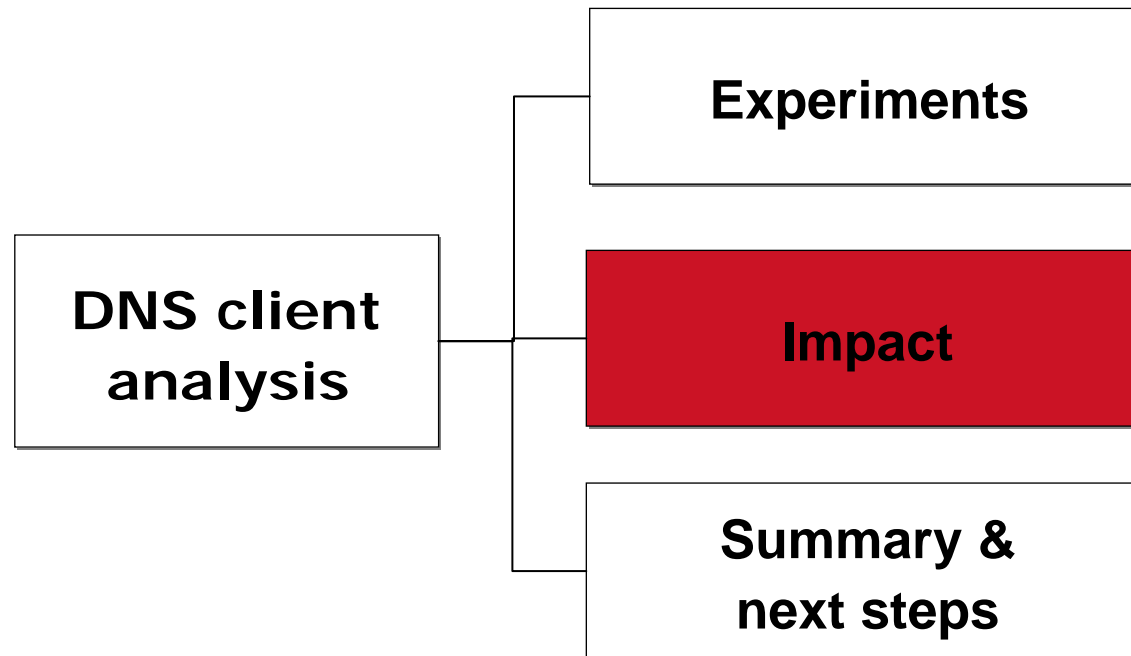 Experiments
DNS client
analysis
Impact
Summary &
next steps